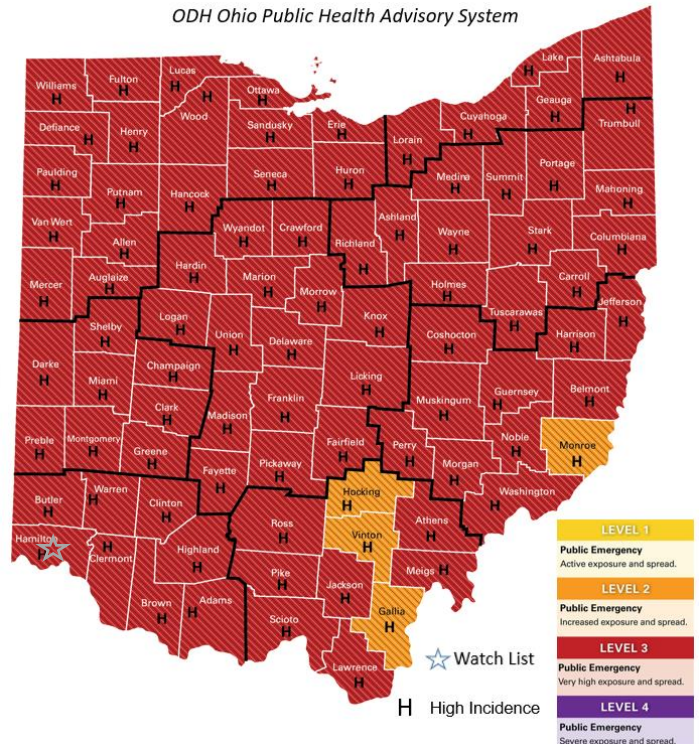 ODH Ohio Public Health Advisory System
Williams
H
Fulton
H
Lucas
H
Wood
H
Ottawa
H
Sandusky
H
Erie
H
Lorain
H
Cuyahoga
H
Lake
H
Geauga
H
Ashtabula
H
Trumbull
H
Defiance
H
Henry
H
Paulding
H
Putnam
H
Hancock
H
Seneca
H
Huron
H
Medina
H
Summit
H
Portage
H
Mahoning
H
Van Wert
H
Allen
H
Wyandot
H
Crawford
H
Richland
H
Ashland
H
Wayne
H
Stark
H
Columbiana
H
Mercer
H
Auglaize
H
Hardin
H
Marion
H
Morrow
H
Holmes
H
Tuscarawas
H
Carroll
H
Jefferson
H
Shelby
H
Logan
H
Union
H
Delaware
H
Knox
H
Coshocton
H
Harrison
H
Darke
H
Miami
H
Champaign
H
Clark
H
Madison
H
Franklin
H
Licking
H
Muskingum
H
Guernsey
H
Belmont
H
Preble
H
Montgomery
H
Greene
H
Fayette
H
Pickaway
H
Fairfield
H
Perry
H
Morgan
H
Noble
H
Monroe
H
Butler
H
Warren
H
Clinton
H
Ross
H
Hocking
H
Vinton
H
Athens
H
Washington
H
Hamilton
H
Clermont
H
Highland
H
Pike
H
Jackson
H
Meigs
H
Brown
H
Adams
H
Scioto
H
Gallia
H
Lawrence
H
Watch List
H High Incidence
LEVEL 1
Public Emergency
Active exposure and spread.
LEVEL 2
Public Emergency
Increased exposure and spread.
LEVEL 3
Public Emergency
Very high exposure and spread.
LEVEL 4
Public Emergency
Severe exposure and spread.